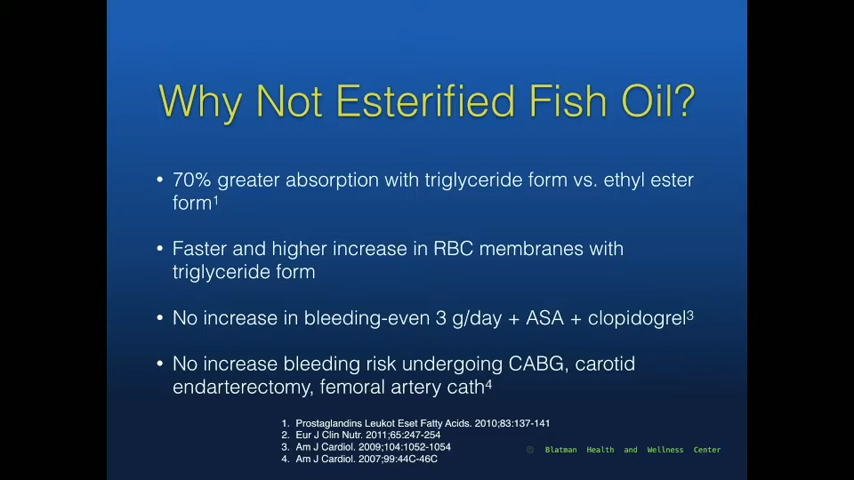 Why Not Esterified Fish Oil?
• 70% greater absorption with triglyceride form vs. ethyl ester
form¹
• Faster and higher increase in RBC membranes with
triglyceride form
• No increase in bleeding-even 3 g/day + ASA + clopidogrel³
• No increase bleeding risk undergoing CABG, carotid
endarterectomy, femoral artery cath⁴
1. Prostaglandins Leukot Eset Fatty Acids. 2010;83:137-141
2. Eur J Clin Nutr. 2011;65:247-254
3. Am J Cardiol. 2009;104:1052-1054
4. Am J Cardiol. 2007;99:44C-46C
Blatman Health and Wellness Center